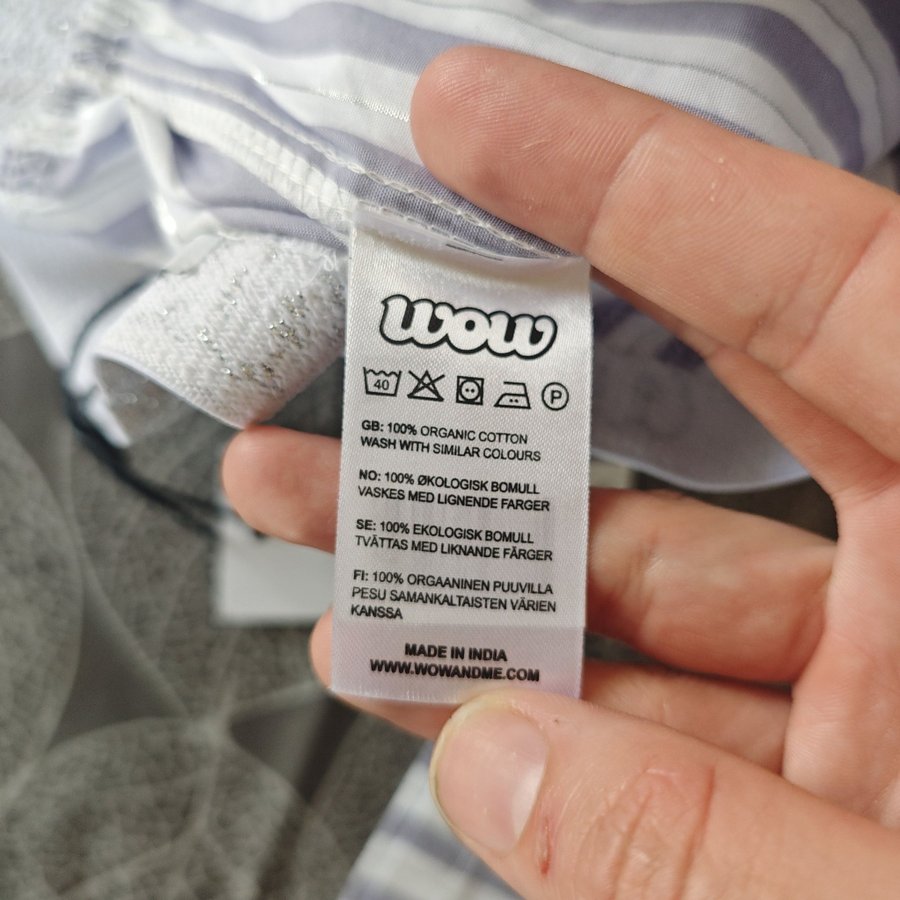 wow
40
P
GB: 100% ORGANIC COTTON
WASH WITH SIMILAR COLOURS
NO: 100% ØKOLOGISK BOMULL
VASKES MED LIGNENDE FARGER
SE: 100% EKOLOGISK BOMULL
TVÄTTAS MED LIKNANDE FÄRGER
FI: 100% ORGAANINEN PUUVILLA
PESU SAMANKALTAISTEN VÄRIEN
KANSSA
MADE IN INDIA
WWW.WOWANDME.COM